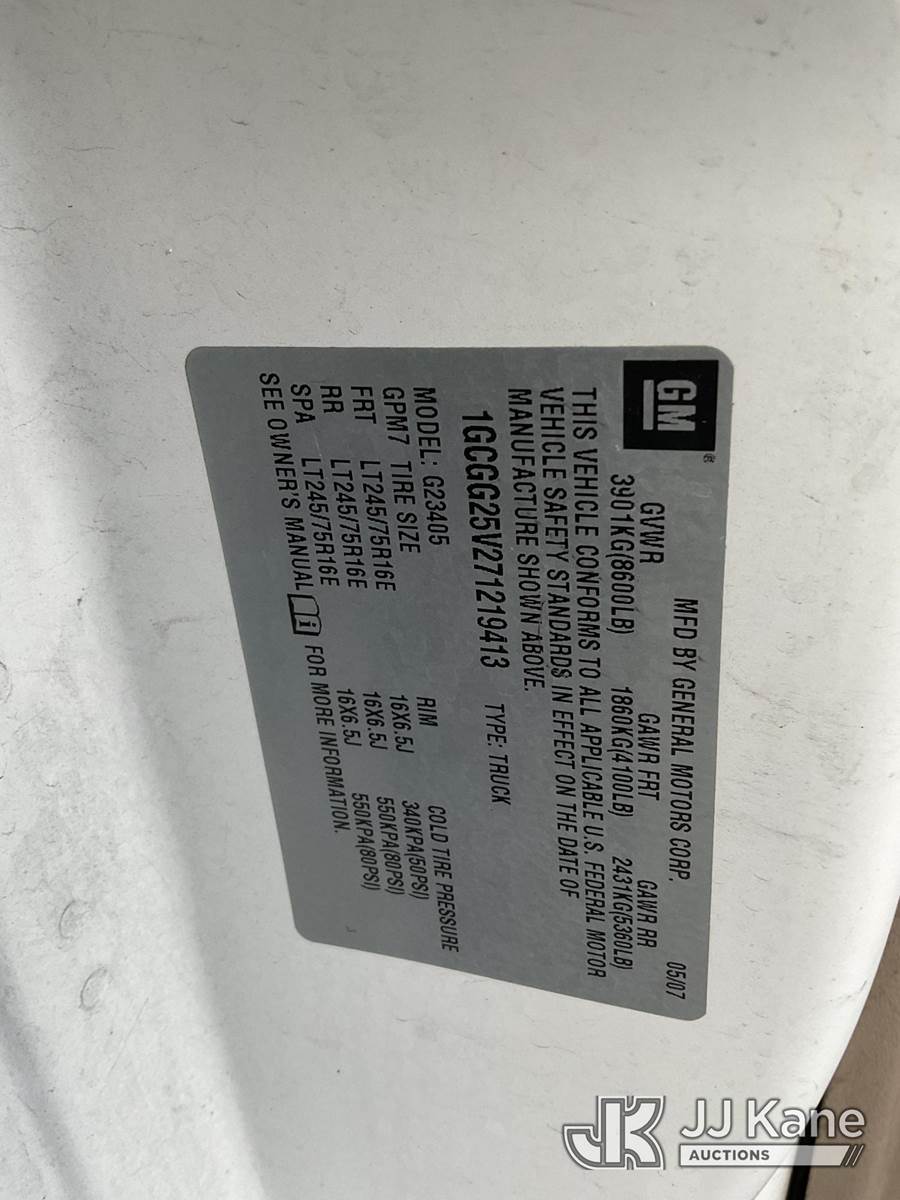 GM
MFD BY GENERAL MOTORS CORP. 05/07
GVWR GAWR FRT GAWR RR
3901KG(8600LB) 1860KG(4100LB) 2431KG(5360LB)
THIS VEHICLE CONFORMS TO ALL APPLICABLE U.S. FEDERAL MOTOR
VEHICLE SAFETY STANDARDS IN EFFECT ON THE DATE OF
MANUFACTURE SHOWN ABOVE.
1GCGG25V271219413 TYPE: TRUCK
MODEL: G23405
GPM7 TIRE SIZE RIM COLD TIRE PRESSURE
FRT LT245/75R16E 16X6.5J 340KPA(50PSI)
RR LT245/75R16E 16X6.5J 550KPA(80PSI)
SPA LT245/75R16E 16X6.5J 550KPA(80PSI)
SEE OWNER'S MANUAL FOR MORE INFORMATION.
JK JJ Kane
AUCTIONS